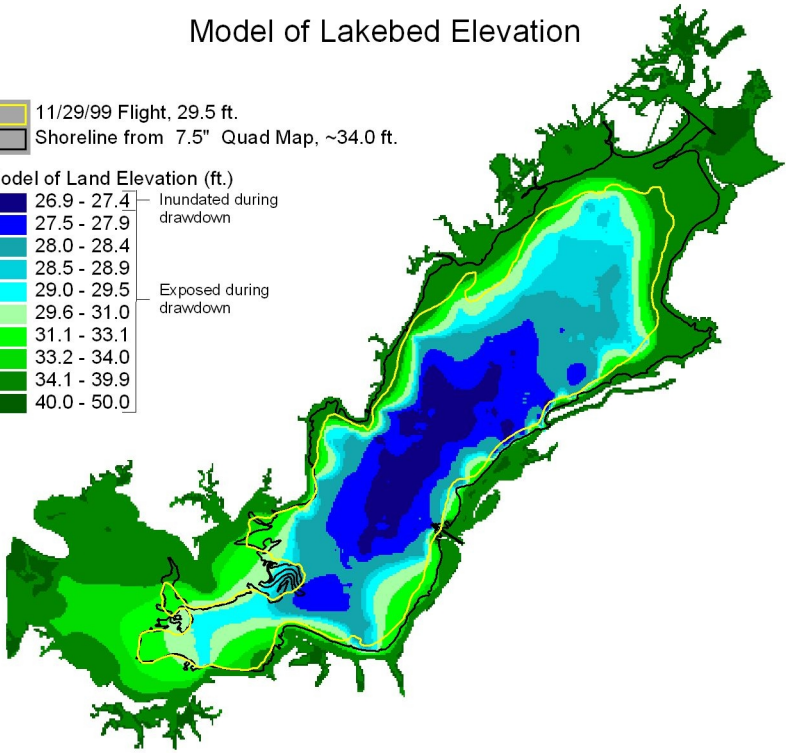 Model of Lakebed Elevation
11/29/99 Flight, 29.5 ft.
Shoreline from 7.5" Quad Map, ~34.0 ft.
odel of Land Elevation (ft.)
26.9 - 27.4
Inundated during
drawdown
27.5 - 27.9
28.0 - 28.4
28.5 - 28.9
29.0 - 29.5
Exposed during
drawdown
29.6 - 31.0
31.1 - 33.1
33.2 - 34.0
34.1 - 39.9
40.0 - 50.0